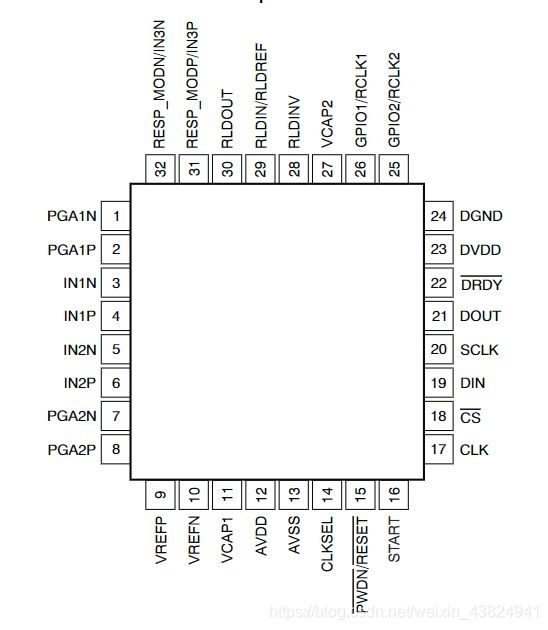 RESP_MODN/IN3N
RESP_MODP/IN3P
RLDOUT
RLDIN/RLDREF
RLDINV
VCAP2
GPIO1/RCLK1
GPIO2/RCLK2
32 31 30 29 28 27 26 25
PGA1N 1 24 DGND
PGA1P 2 23 DVDD
IN1N 3 22 DRDY
IN1P 4 21 DOUT
IN2N 5 20 SCLK
IN2P 6 19 DIN
PGA2N 7 18 CS
PGA2P 8 17 CLK
9 10 11 12 13 14 15 16
VREFP
VREFN
VCAP1
AVDD
AVSS
CLKSEL
PWDN/RESET
START
https://blog.csdn.net/weixin_43824941